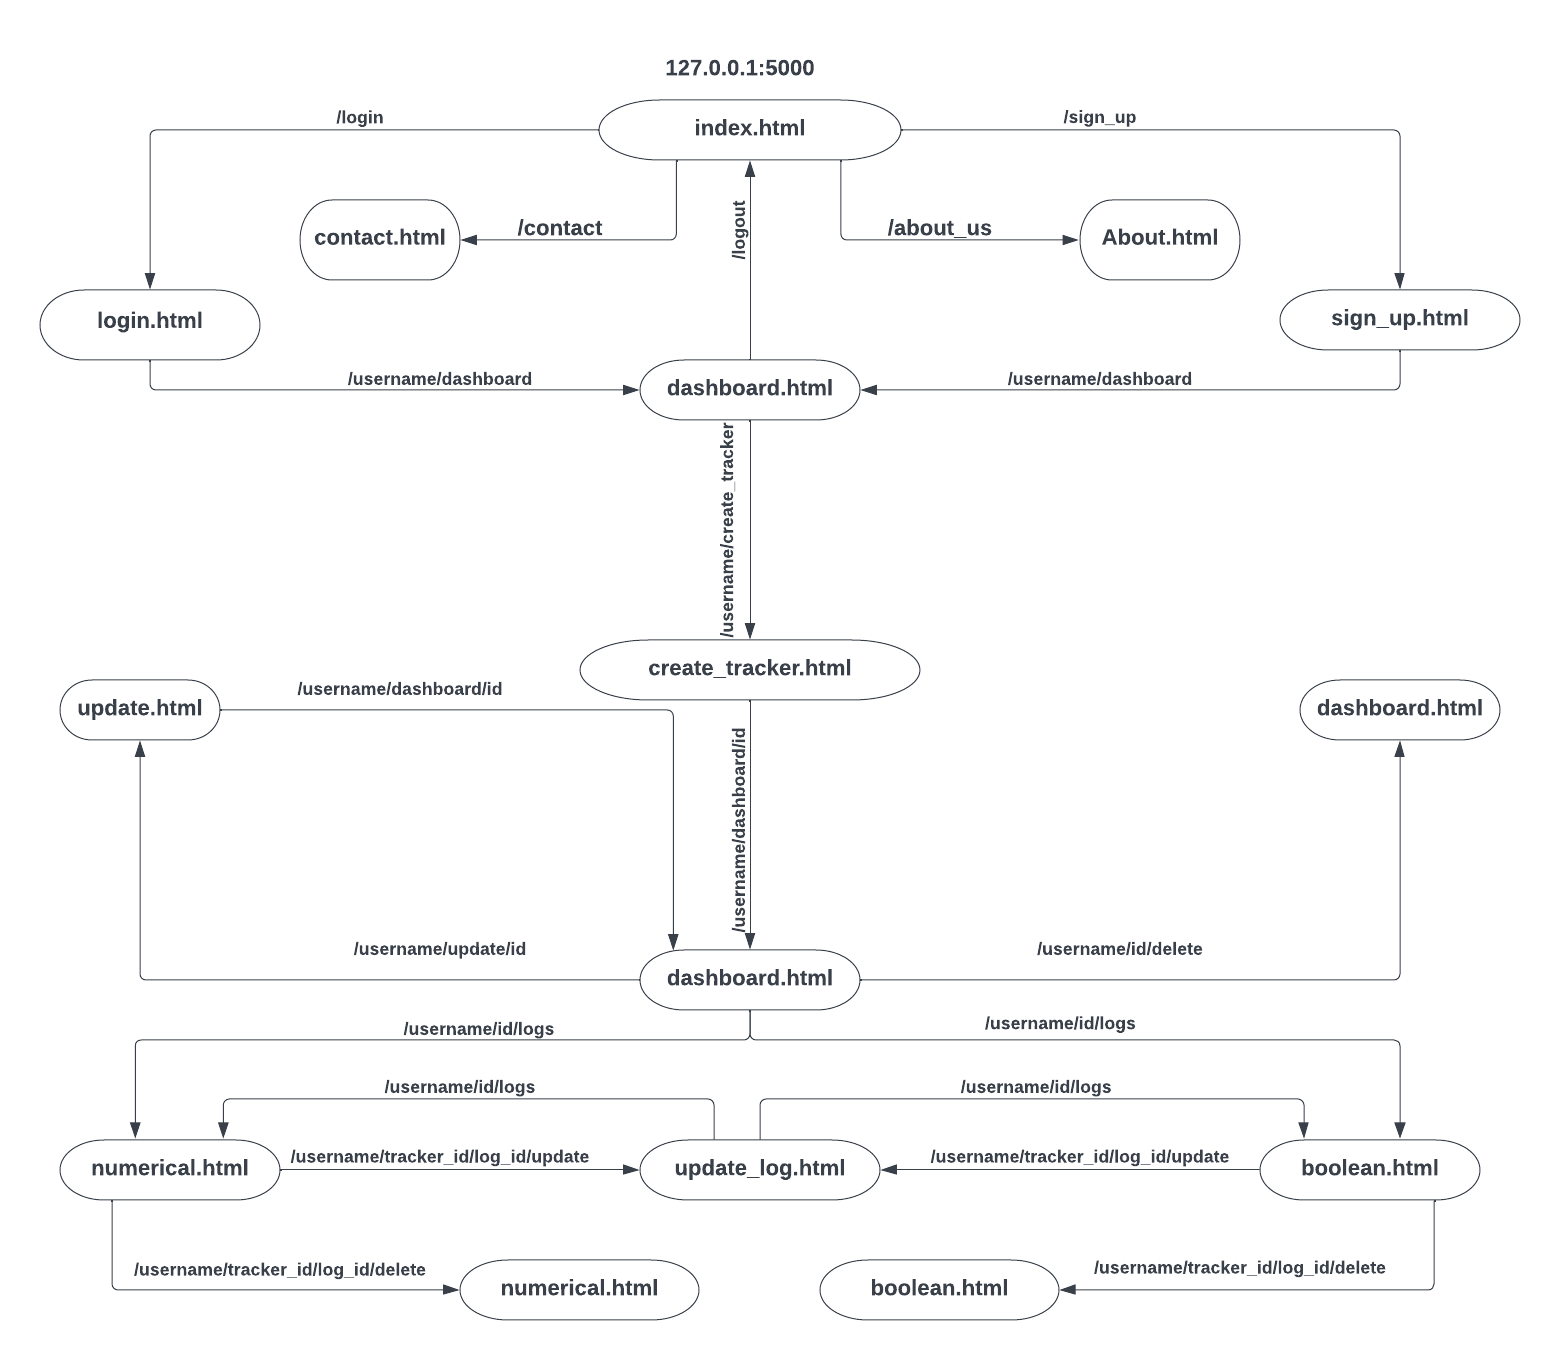 127.0.0.1:5000
/login
index.html
/sign_up
contact.html
/contact
/logout
/about_us
About.html
login.html
sign_up.html
/username/dashboard
dashboard.html
/username/dashboard
/username/create_tracker
create_tracker.html
/username/dashboard/id
update.html
dashboard.html
/username/dashboard/id
/username/update/id
/username/id/delete
dashboard.html
/username/id/logs
/username/id/logs
/username/id/logs
/username/id/logs
numerical.html
/username/tracker_id/log_id/update
update_log.html
/username/tracker_id/log_id/update
boolean.html
/username/tracker_id/log_id/delete
numerical.html
boolean.html
/username/tracker_id/log_id/delete